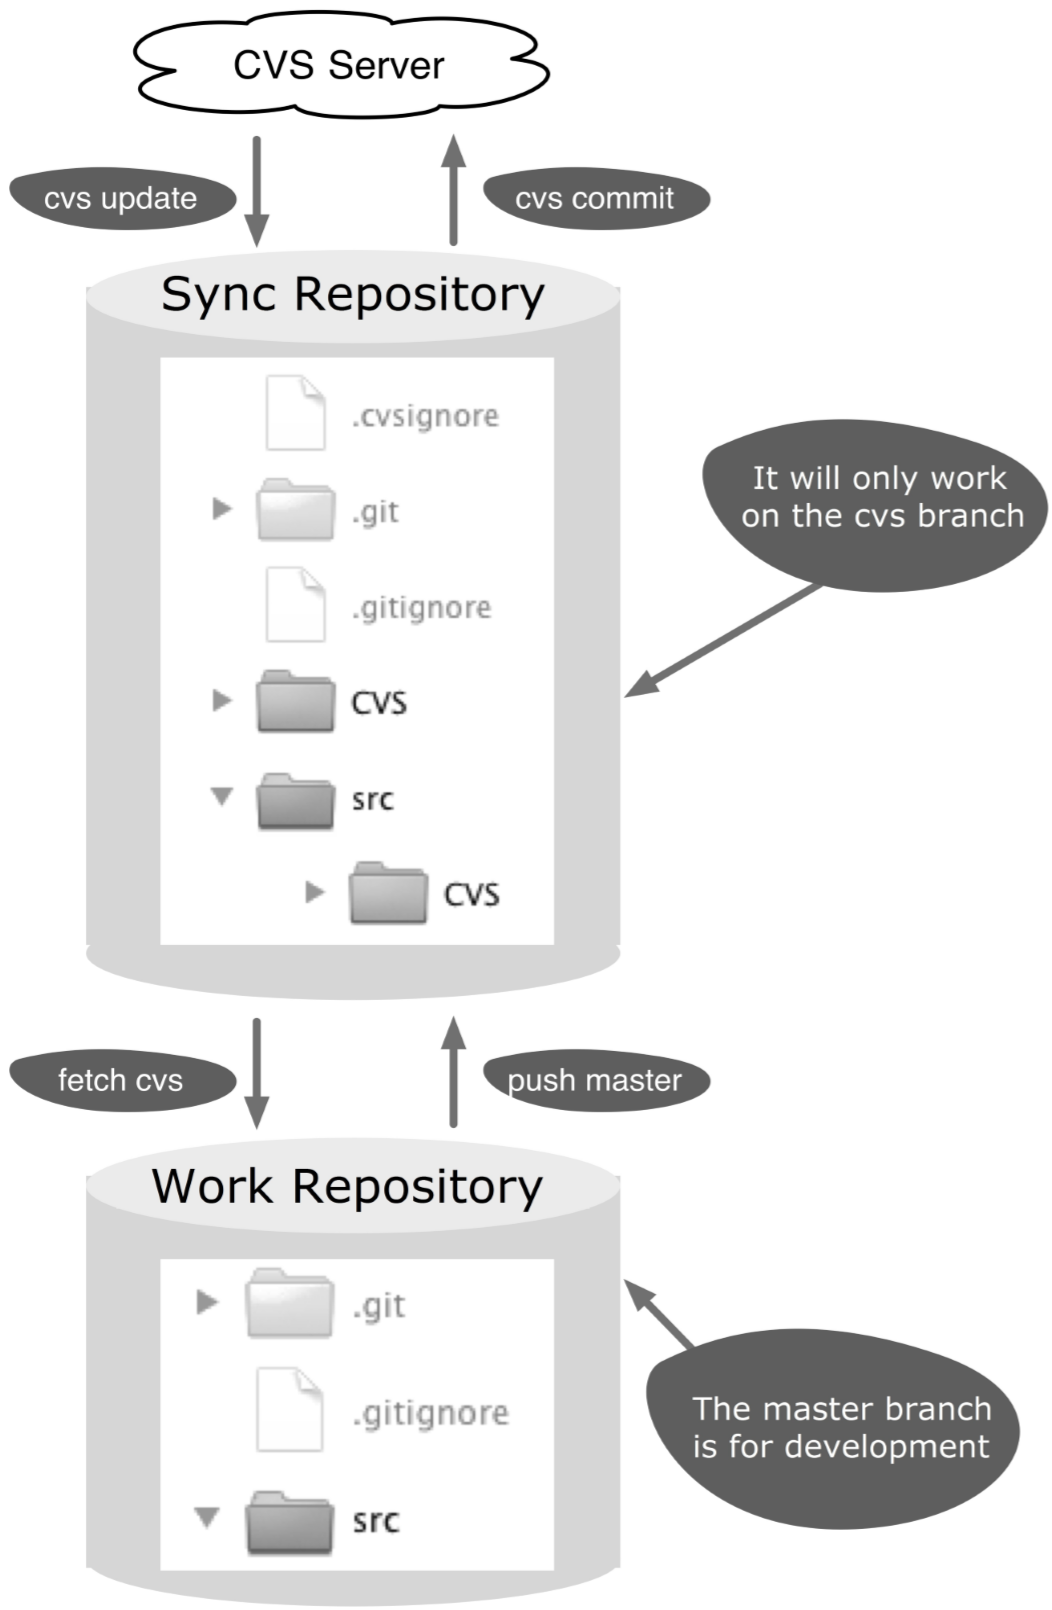 CVS Server
cvs update
cvs commit
Sync Repository
.cvsignore
.git
.gitignore
CVS
src
CVS
It will only work
on the cvs branch
fetch cvs
push master
Work Repository
.git
.gitignore
src
The master branch
is for development